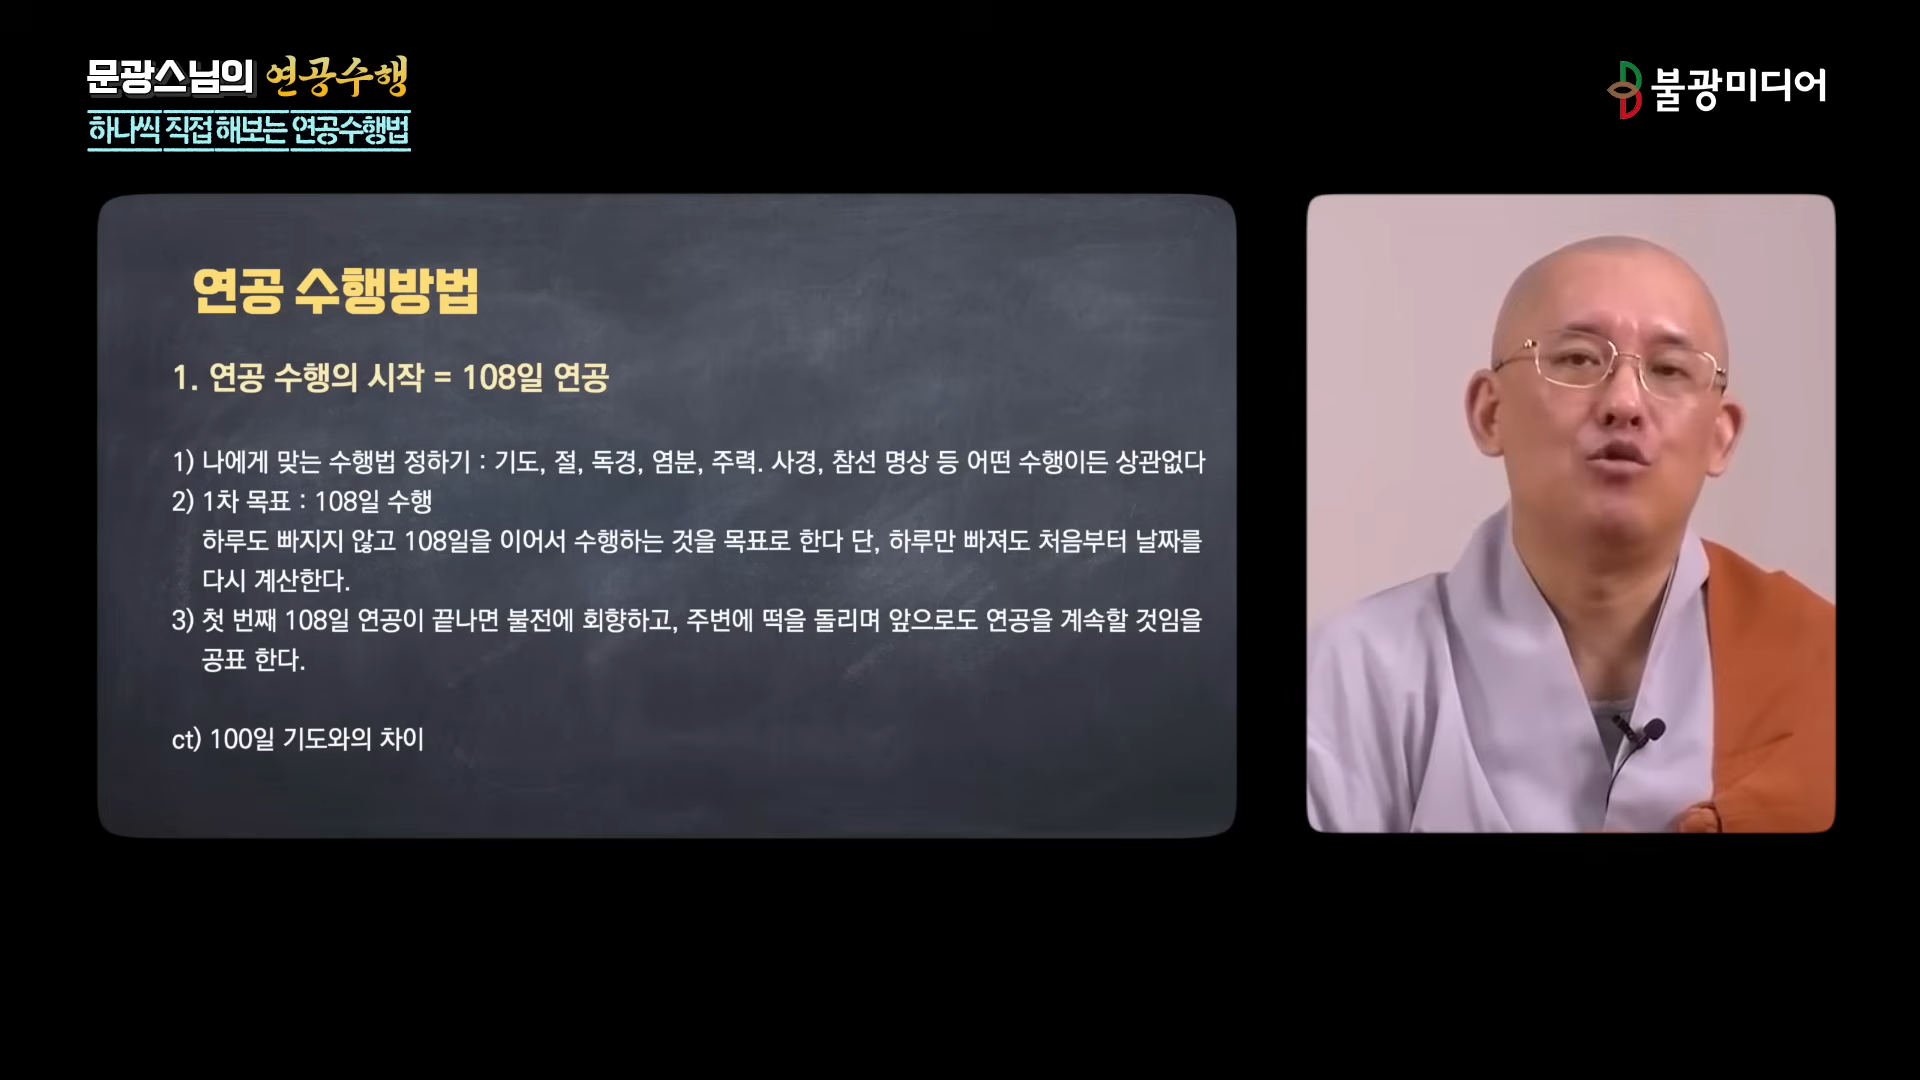 문광스님의 연공수행
하나씩 직접 해보는 연공수행법
불광미디어
연공 수행방법
1. 연공 수행의 시작 = 108일 연공
1) 나에게 맞는 수행법 정하기 : 기도, 절, 독경, 염분, 주력. 사경, 참선 명상 등 어떤 수행이든 상관없다
2) 1차 목표 : 108일 수행
하루도 빠지지 않고 108일을 이어서 수행하는 것을 목표로 한다 단, 하루만 빠져도 처음부터 날짜를
다시 계산한다.
3) 첫 번째 108일 연공이 끝나면 불전에 회향하고, 주변에 떡을 돌리며 앞으로도 연공을 계속할 것임을
공표 한다.
ct) 100일 기도와의 차이